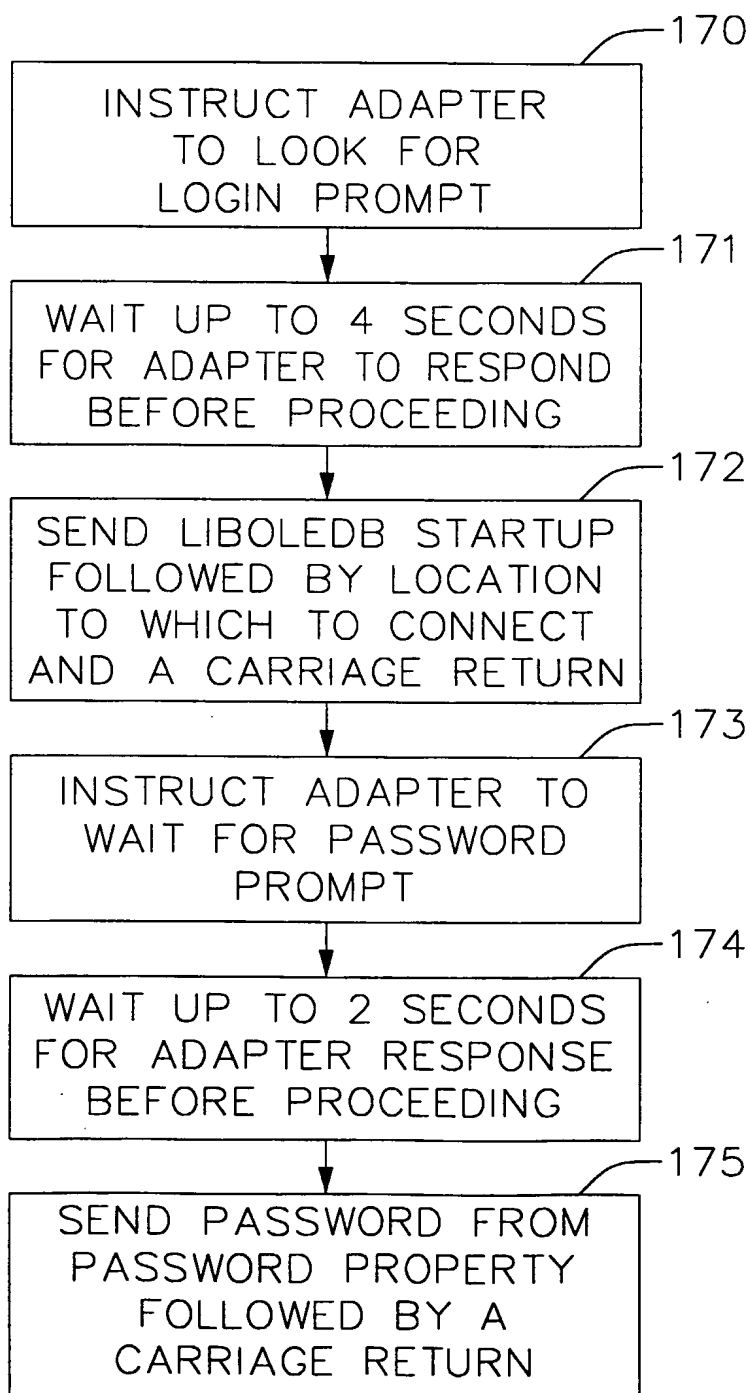 170
INSTRUCT ADAPTER
TO LOOK FOR
LOGIN PROMPT
171
WAIT UP TO 4 SECONDS
FOR ADAPTER TO RESPOND
BEFORE PROCEEDING
172
SEND LIBOLEDB STARTUP
FOLLOWED BY LOCATION
TO WHICH TO CONNECT
AND A CARRIAGE RETURN
173
INSTRUCT ADAPTER TO
WAIT FOR PASSWORD
PROMPT
174
WAIT UP TO 2 SECONDS
FOR ADAPTER RESPONSE
BEFORE PROCEEDING
175
SEND PASSWORD FROM
PASSWORD PROPERTY
FOLLOWED BY A
CARRIAGE RETURN